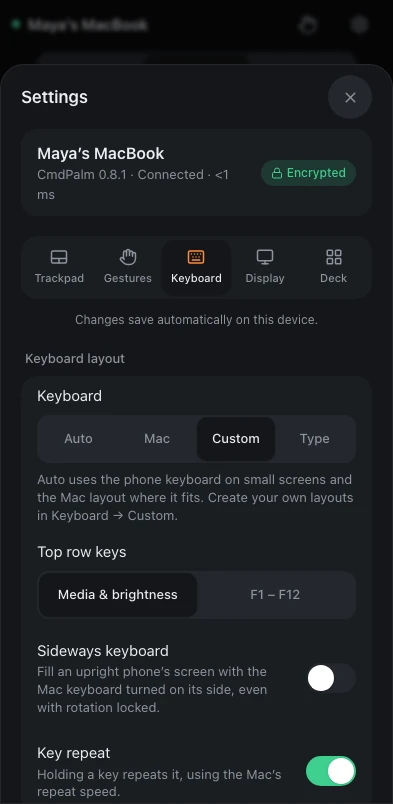 Maya's MacBook
Settings
Maya's MacBook
CmdPalm 0.8.1 · Connected · <1
ms
Encrypted
Trackpad
Gestures
Keyboard
Display
Deck
Changes save automatically on this device.
Keyboard layout
Keyboard
Auto
Mac
Custom
Type
Auto uses the phone keyboard on small screens and
the Mac layout where it fits. Create your own layouts
in Keyboard → Custom.
Top row keys
Media & brightness
F1 – F12
Sideways keyboard
Fill an upright phone's screen with the
Mac keyboard turned on its side, even
with rotation locked.
Key repeat
Holding a key repeats it, using the Mac's
repeat speed.